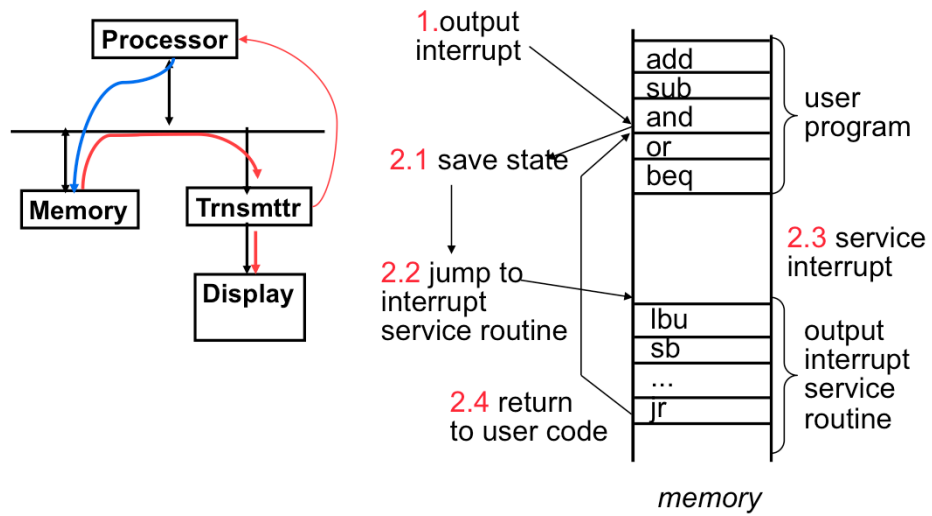 Processor
Memory
Trnsmttr
Display
1.output
interrupt
2.1 save state
2.2 jump to
interrupt
service routine
2.4 return
to user code
add
sub
and
or
beq
user
program
2.3 service
interrupt
lbu
sb
...
jr
output
interrupt
service
routine
memory